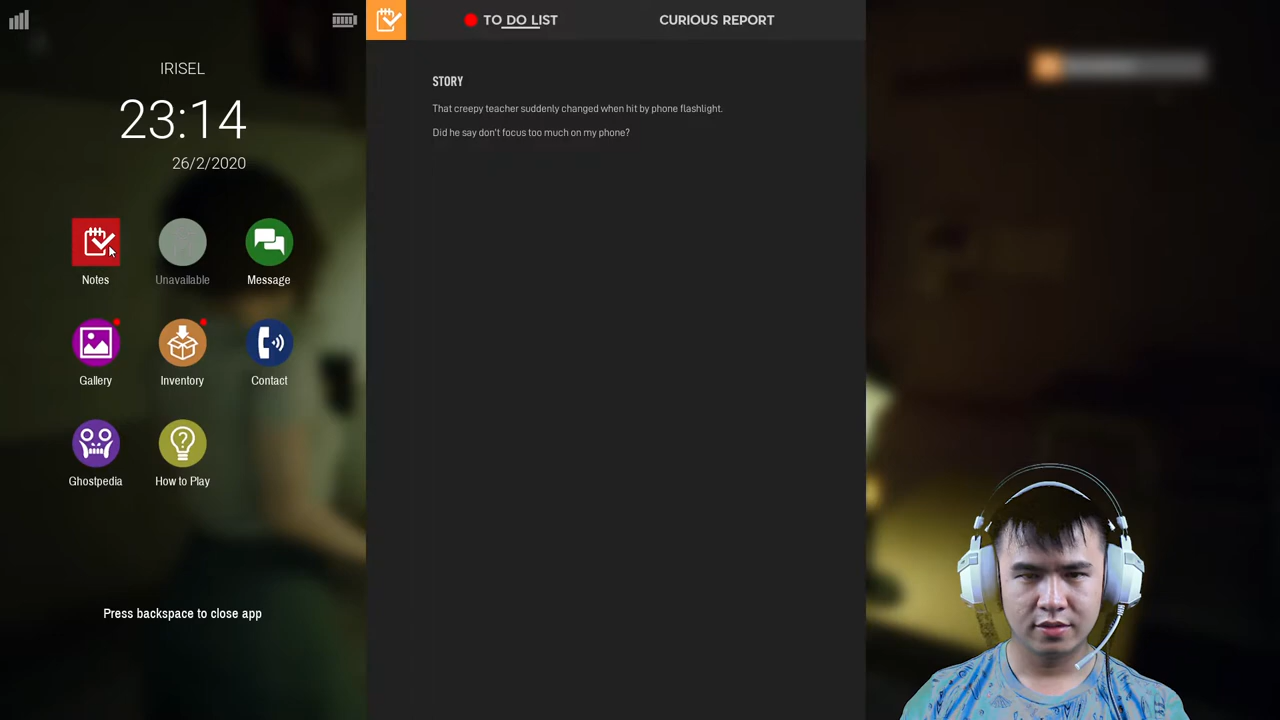 IRISEL
23:14
26/2/2020
Notes
Unavailable
Message
Gallery
Inventory
Contact
Ghostpedia
How to Play
Press backspace to close app
TO DO LIST
CURIOUS REPORT
STORY
That creepy teacher suddenly changed when hit by phone flashlight.
Did he say don't focus too much on my phone?